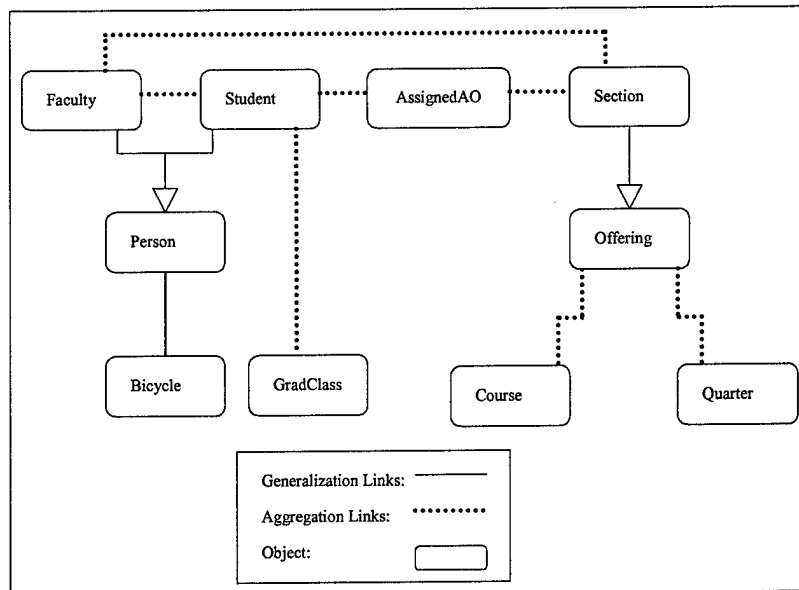 Faculty
Student
AssignedAO
Section
Person
Offering
Bicycle
GradClass
Course
Quarter
Generalization Links:
Aggregation Links:
Object: